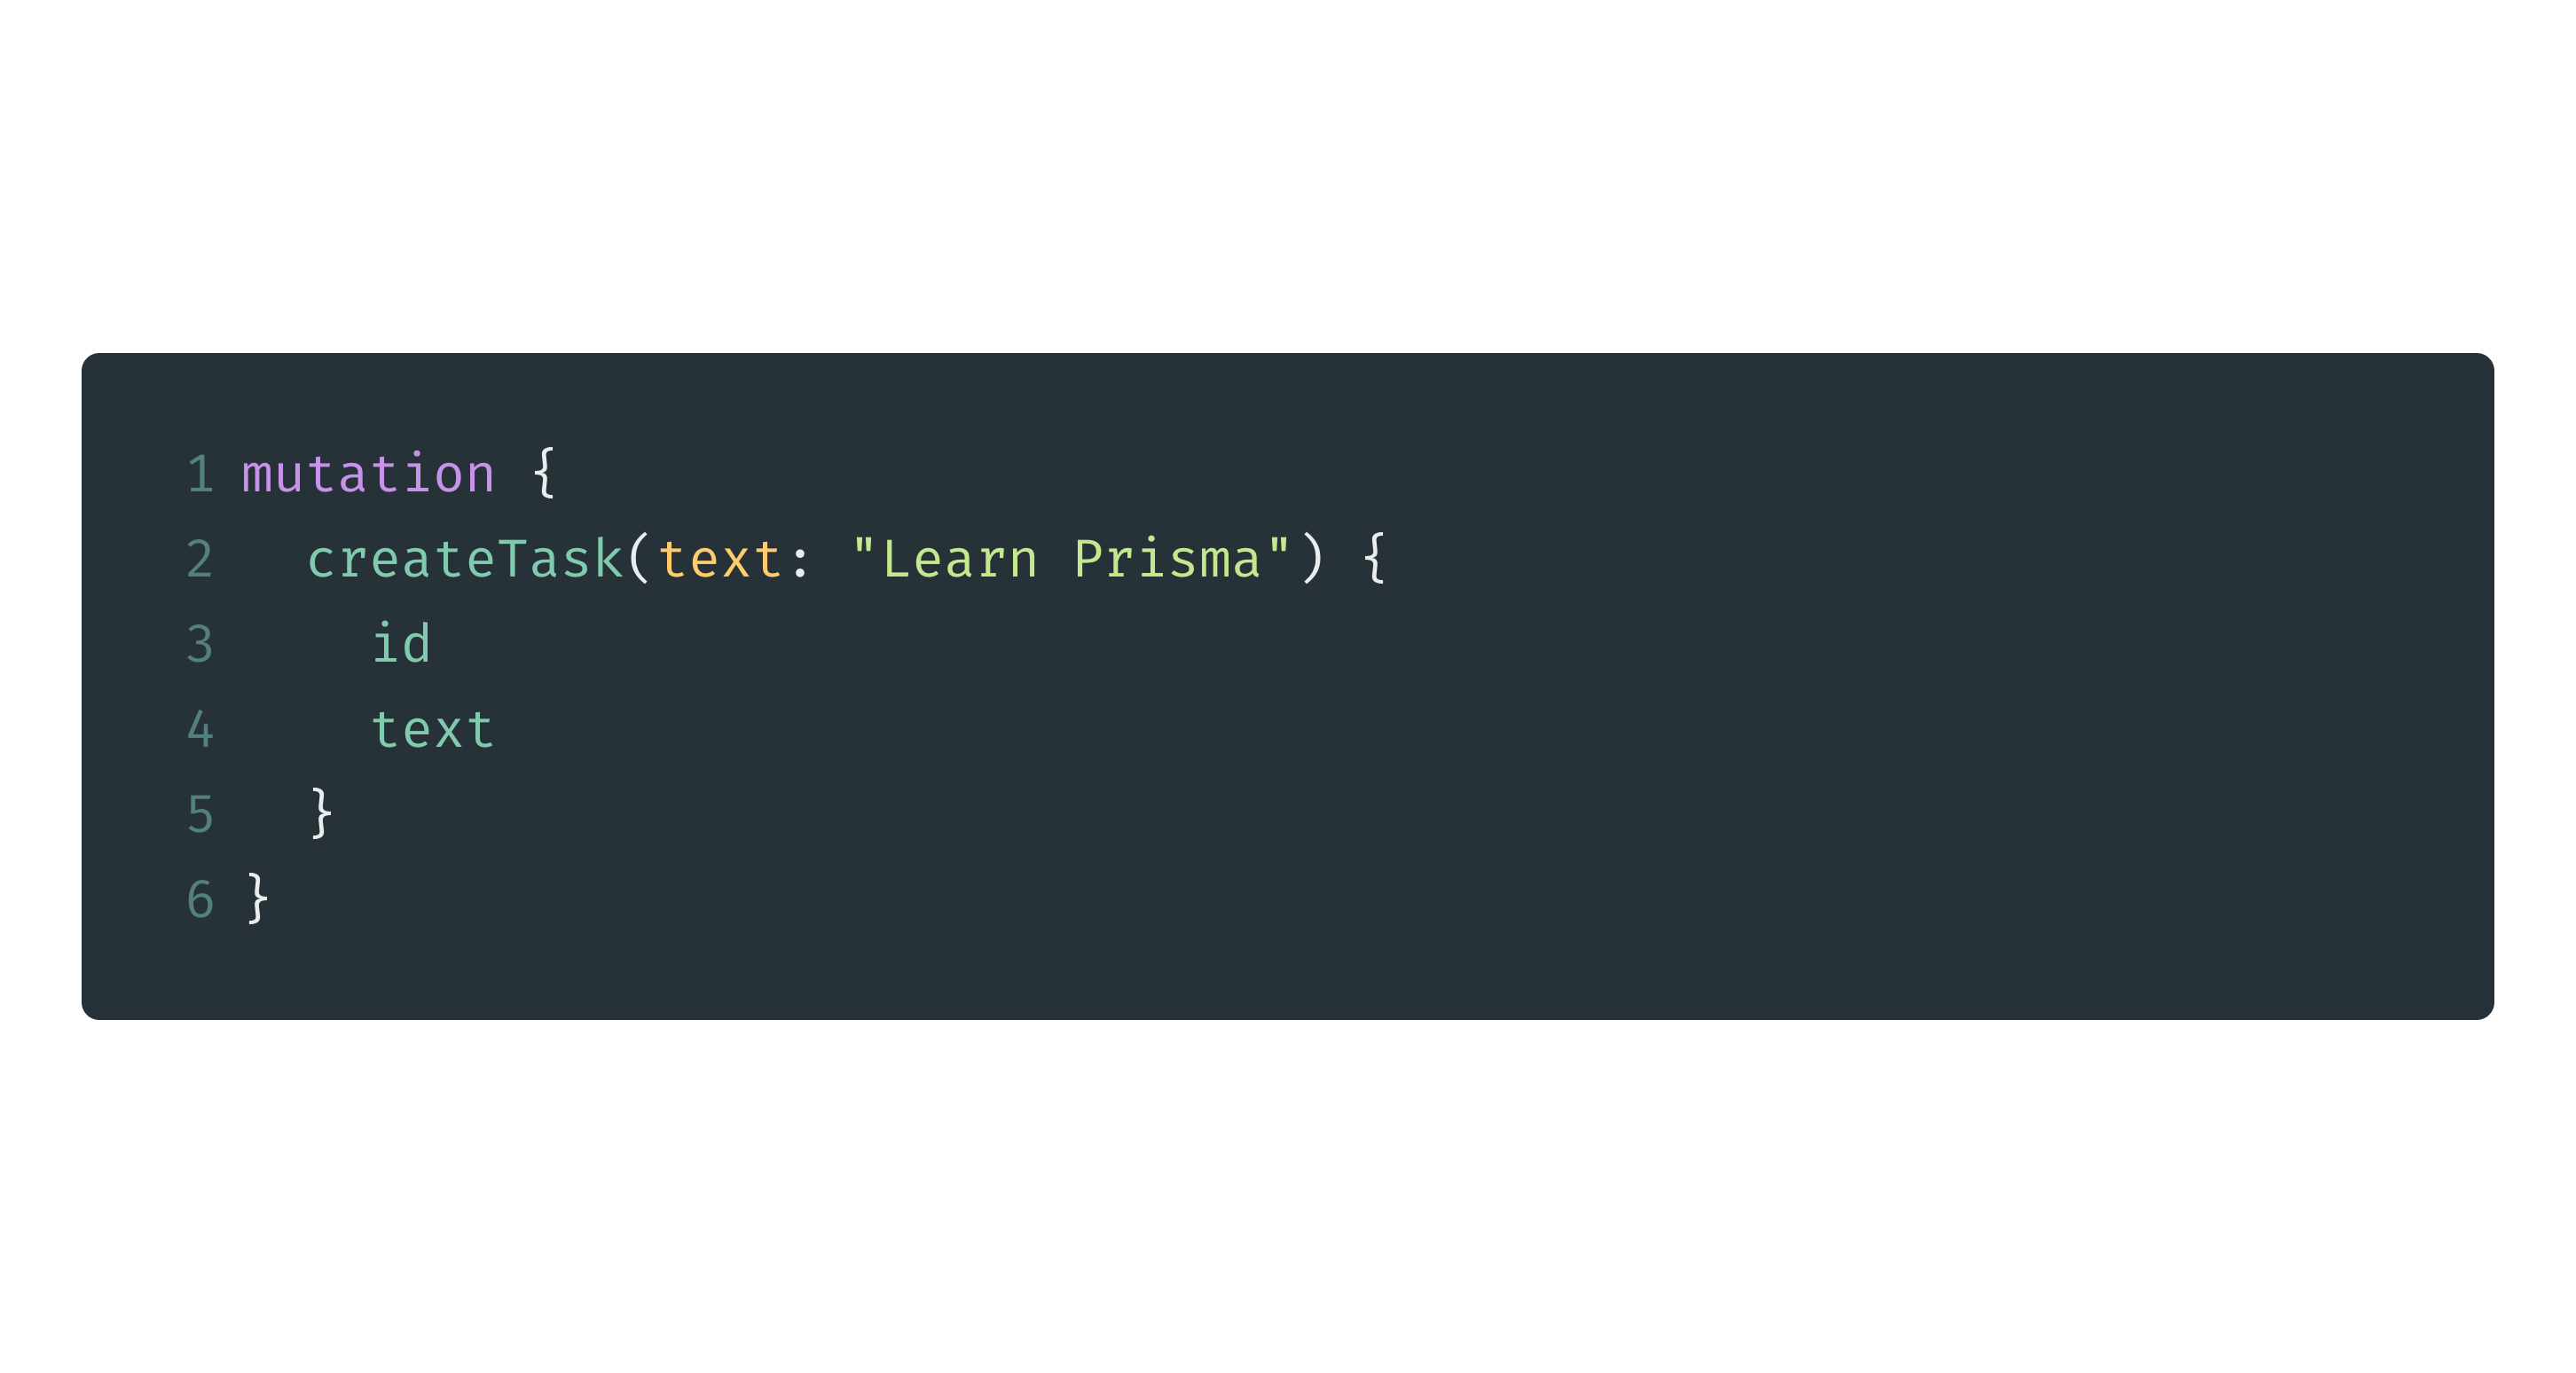 1 mutation {
2   createTask(text: "Learn Prisma") {
3     id
4     text
5   }
6 }